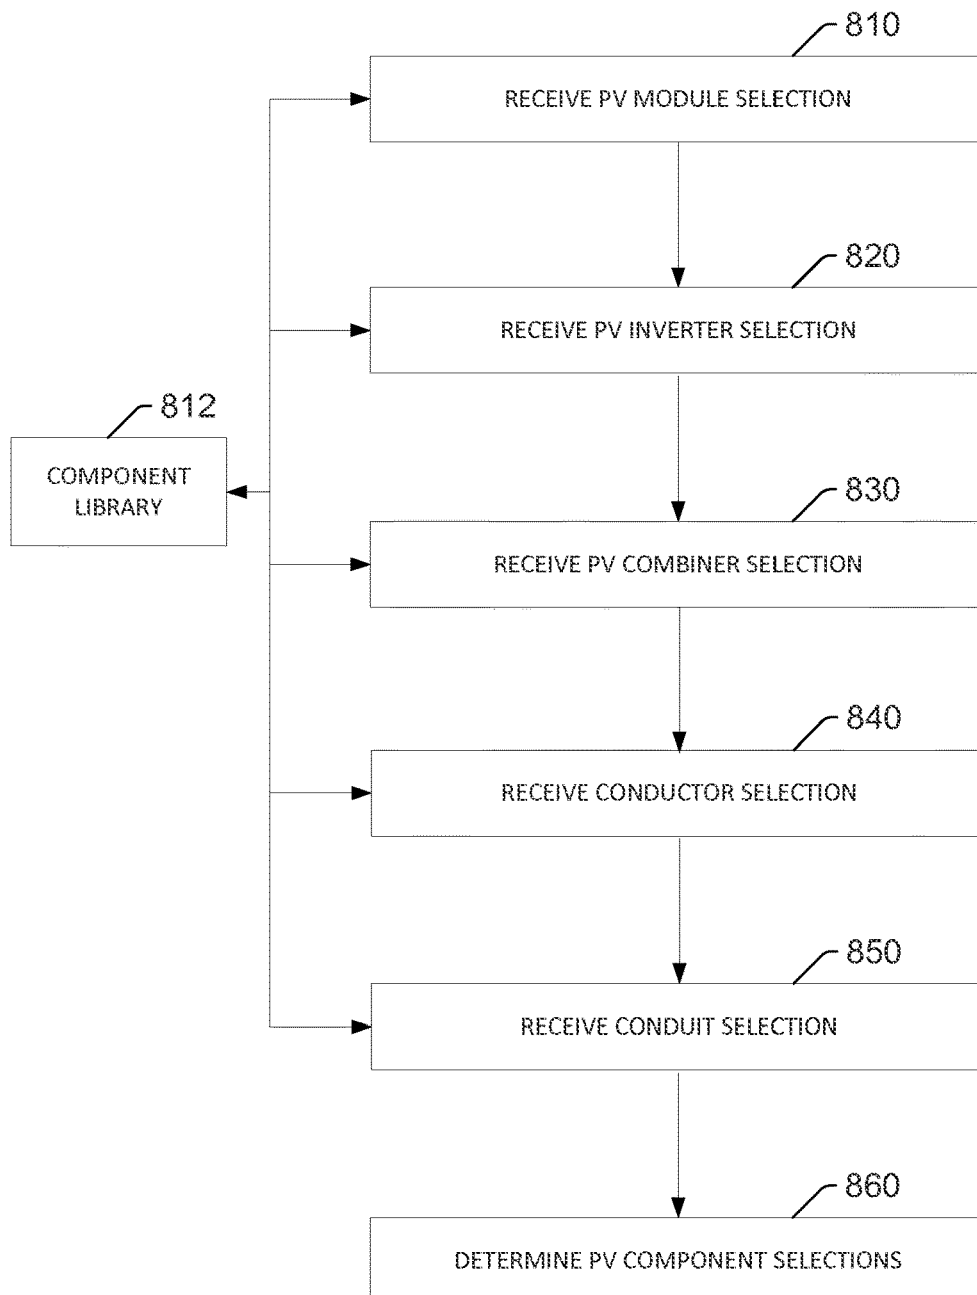 810
RECEIVE PV MODULE SELECTION
820
RECEIVE PV INVERTER SELECTION
812
COMPONENT
LIBRARY
830
RECEIVE PV COMBINER SELECTION
840
RECEIVE CONDUCTOR SELECTION
850
RECEIVE CONDUIT SELECTION
860
DETERMINE PV COMPONENT SELECTIONS